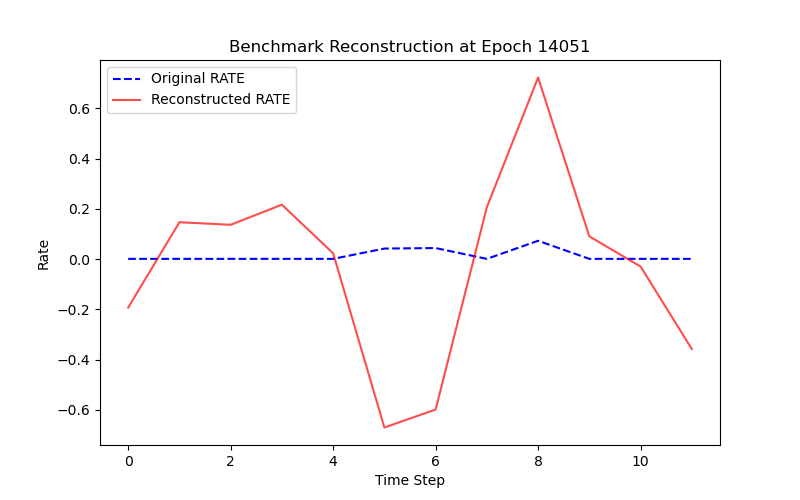 Benchmark Reconstruction at Epoch 14051
Original RATE
Reconstructed RATE
0.6
0.4
0.2
0.0
−0.2
−0.4
−0.6
Rate
0 2 4 6 8 10
Time Step